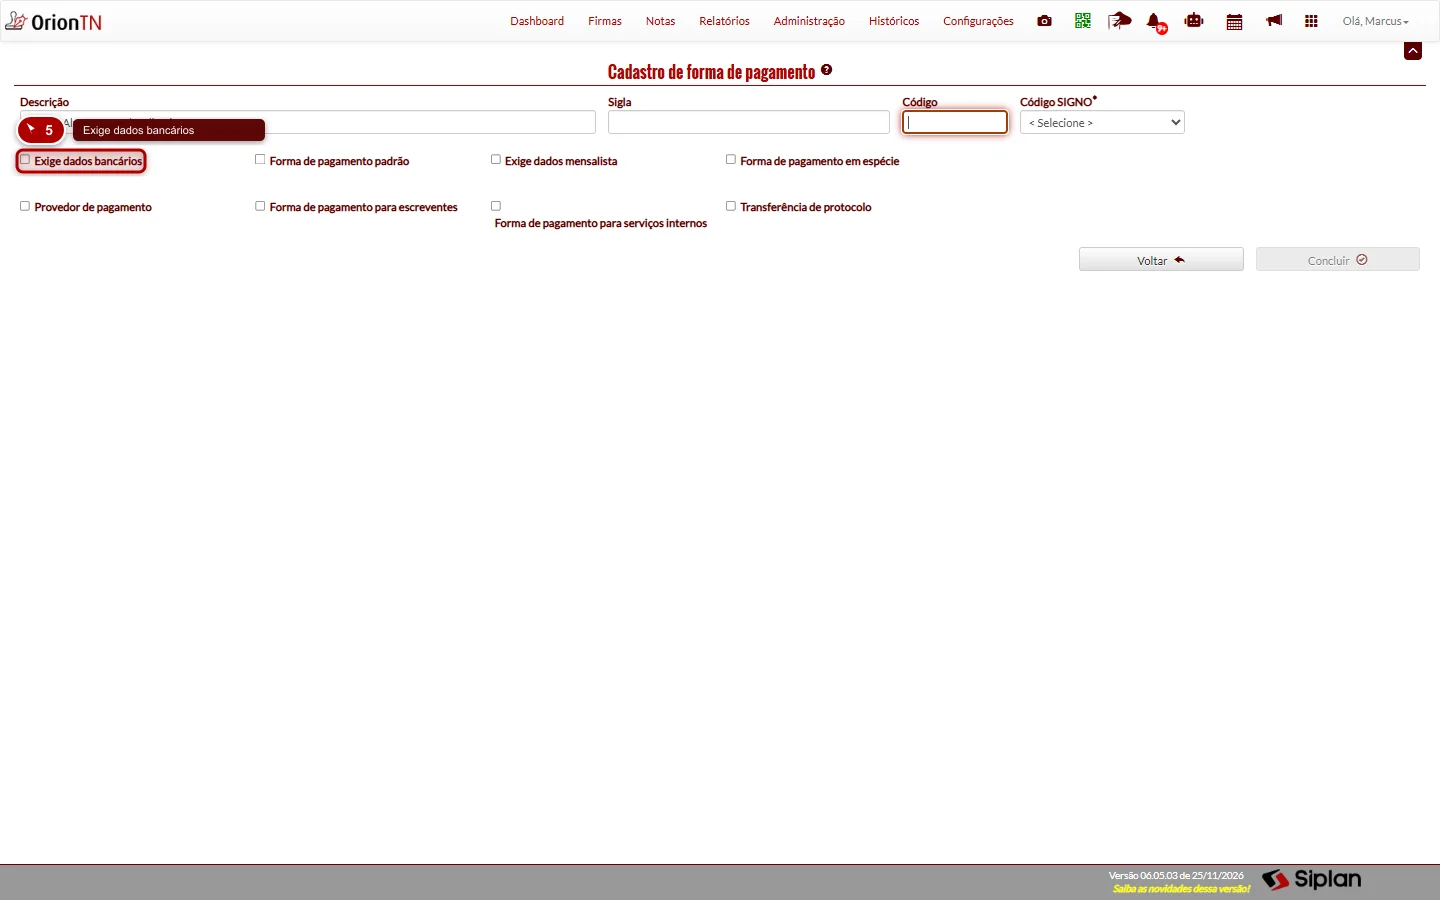 OrionTN
Dashboard Firmas Notas Relatórios Administração Históricos Configurações 9+ Olá, Marcus
Cadastro de forma de pagamento ?
Descrição Sigla Código Código SIGNO*
< Selecione >
5 Exige dados bancários
Exige dados bancários Forma de pagamento padrão Exige dados mensalista Forma de pagamento em espécie
Provedor de pagamento Forma de pagamento para escreventes Forma de pagamento para serviços internos Transferência de protocolo
Voltar Concluir
Versão 06.05.03 de 25/11/2026
Saiba as novidades dessa versão!
Siplan